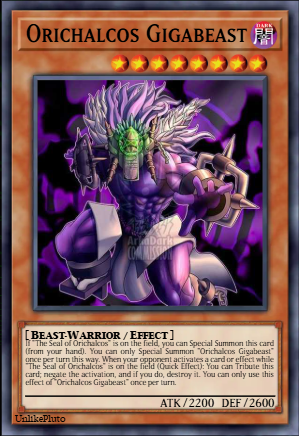 Orichalcos Gigabeast
DARK
闇
ArtinDark
COMMISSION
[ Beast-Warrior / Effect ]
If "The Seal of Orichalcos" is on the field, you can Special Summon this card
(from your hand). You can only Special Summon "Orichalcos Gigabeast"
once per turn this way. When your opponent activates a card or effect while
"The Seal of Orichalcos" is on the field (Quick Effect): You can Tribute this
card; negate the activation, and if you do, destroy it. You can only use this
effect of "Orichalcos Gigabeast" once per turn.
ATK/2200 DEF/2600
UnlikePluto